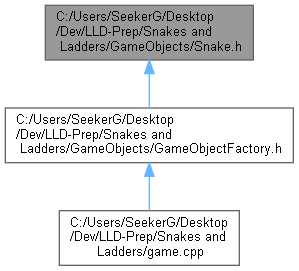 C:/Users/SeekerG/Desktop
/Dev/LLD-Prep/Snakes and
Ladders/GameObjects/Snake.h
C:/Users/SeekerG/Desktop
/Dev/LLD-Prep/Snakes and
Ladders/GameObjects/GameObjectFactory.h
C:/Users/SeekerG/Desktop
/Dev/LLD-Prep/Snakes and
Ladders/game.cpp